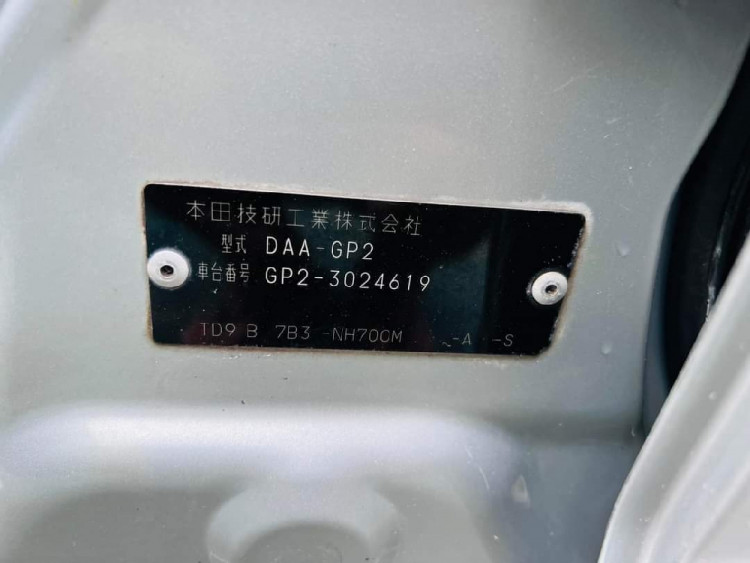 本田技研工業株式会社
型式 DAA-GP2
車台番号 GP2-3024619
TD9 B 7B3 -NH700M -A -S